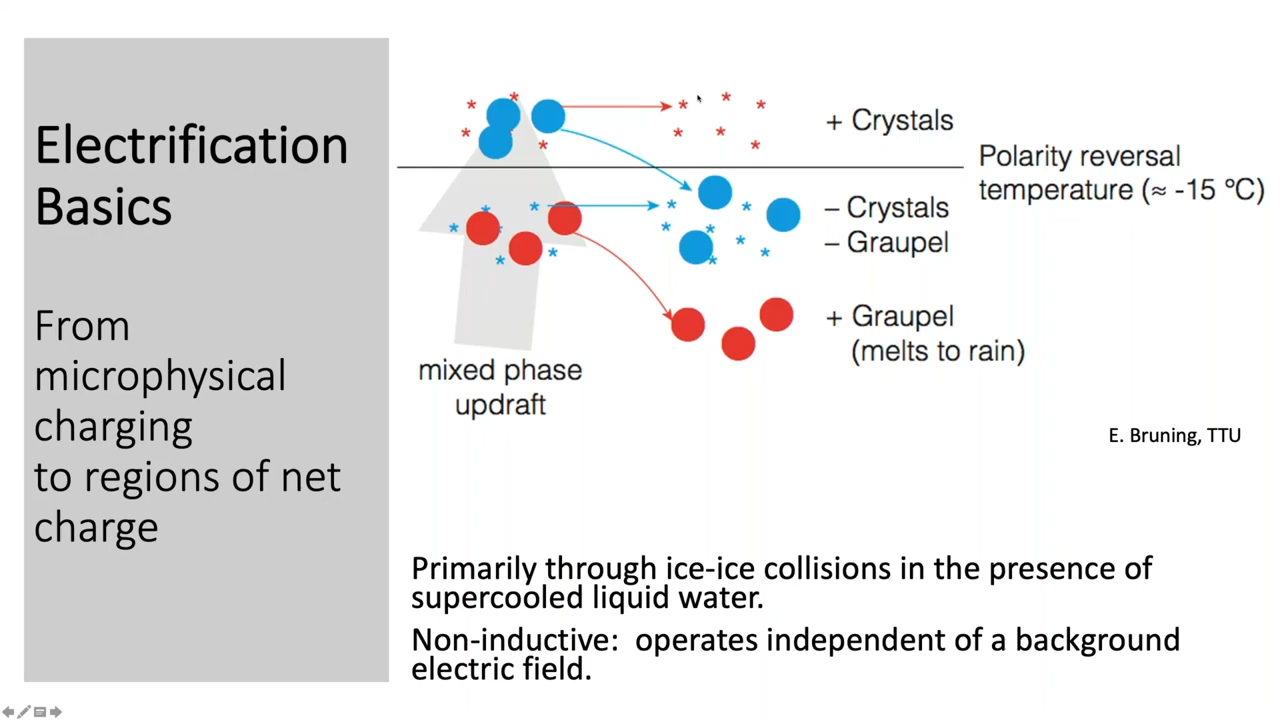 Electrification
Basics
From
microphysical
charging
to regions of net
charge
+ Crystals
Polarity reversal
temperature (≈ -15 ºC)
– Crystals
– Graupel
+ Graupel
(melts to rain)
mixed phase
updraft
E. Bruning, TTU
Primarily through ice-ice collisions in the presence of
supercooled liquid water.
Non-inductive: operates independent of a background
electric field.